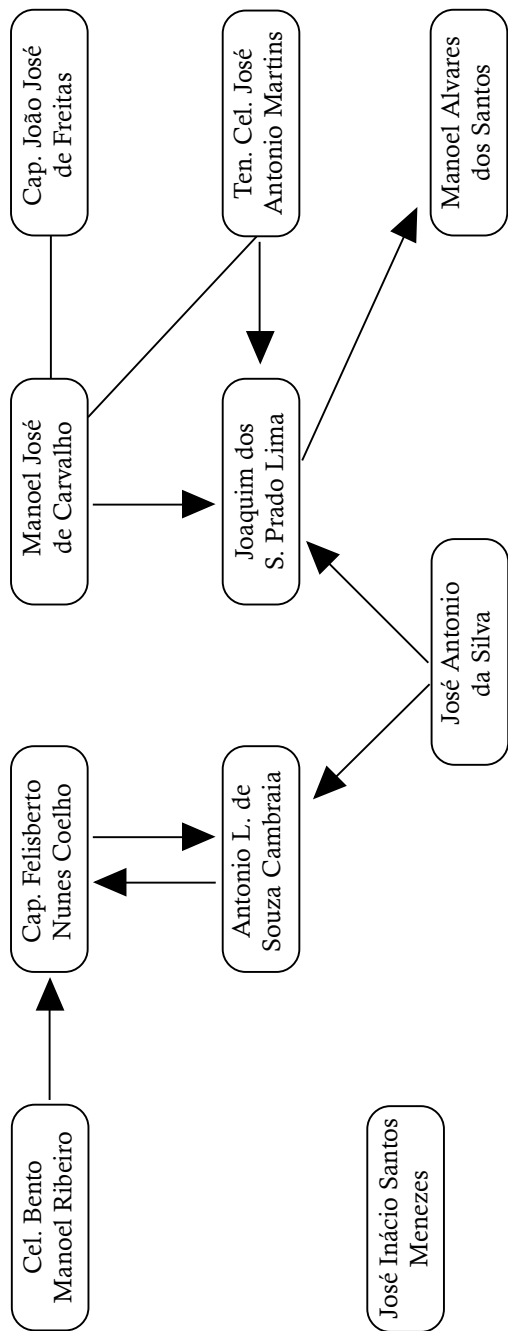 Cel. Bento
Manoel Ribeiro
Cap. Felisberto
Nunes Coelho
Manoel José
de Carvalho
Cap. João José
de Freitas
Antonio L. de
Souza Cambraia
Joaquim dos
S. Prado Lima
Ten. Cel. José
Antonio Martins
José Inácio Santos
Menezes
José Antonio
da Silva
Manoel Alvares
dos Santos